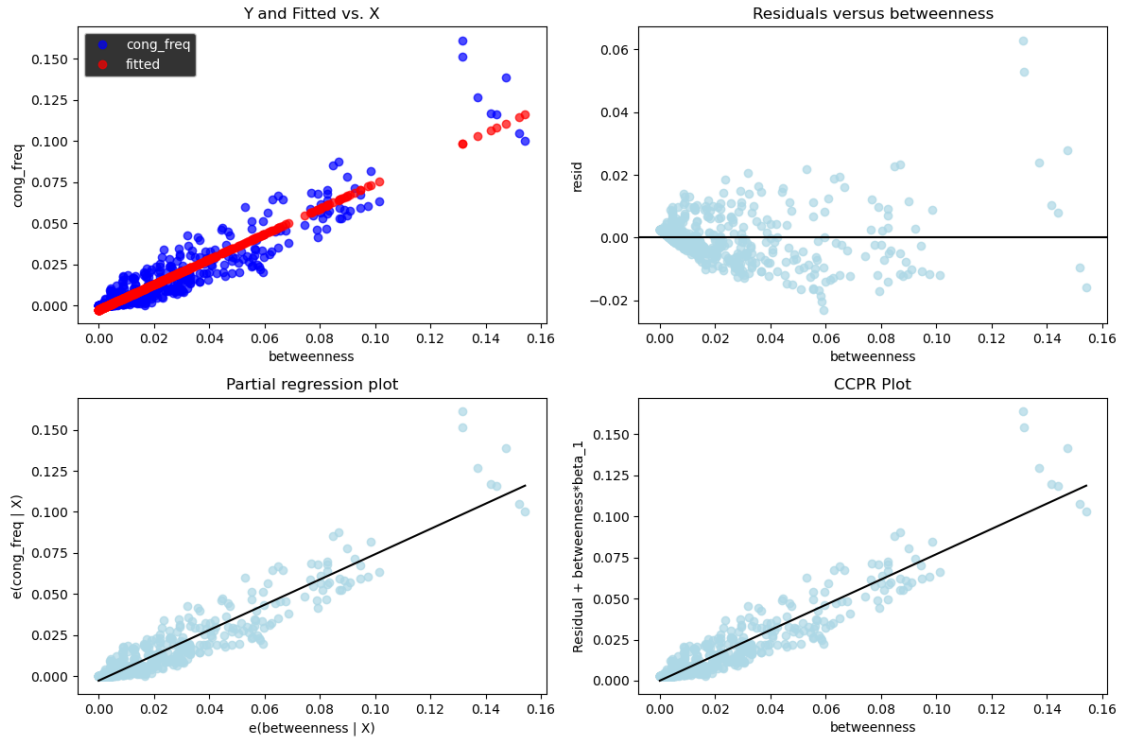 Y and Fitted vs. X
cong_freq
fitted
0.150
0.125
0.100
0.075
0.050
0.025
0.000
cong_freq
0.00 0.02 0.04 0.06 0.08 0.10 0.12 0.14 0.16
betweenness
Residuals versus betweenness
0.06
0.04
0.02
0.00
−0.02
resid
0.00 0.02 0.04 0.06 0.08 0.10 0.12 0.14 0.16
betweenness
Partial regression plot
0.150
0.125
0.100
0.075
0.050
0.025
0.000
e(cong_freq | X)
0.00 0.02 0.04 0.06 0.08 0.10 0.12 0.14 0.16
e(betweenness | X)
CCPR Plot
0.150
0.125
0.100
0.075
0.050
0.025
0.000
Residual + betweenness*beta_1
0.00 0.02 0.04 0.06 0.08 0.10 0.12 0.14 0.16
betweenness